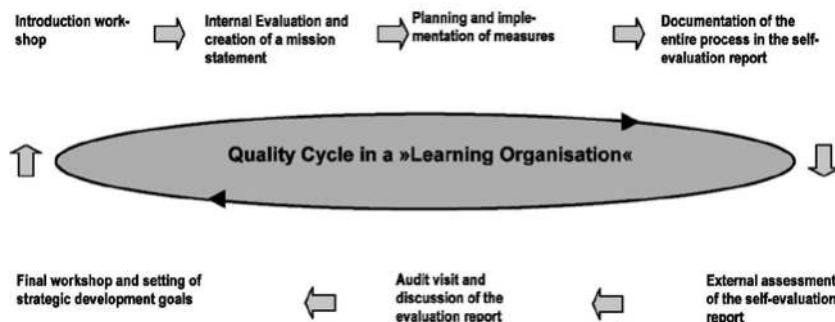 Introduction work-
shop
Internal Evaluation and
creation of a mission
statement
Planning and imple-
mentation of measures
Documentation of the
entire process in the self-
evaluation report
Quality Cycle in a »Learning Organisation«
Final workshop and setting of
strategic development goals
Audit visit and
discussion of the
evaluation report
External assessment
of the self-evaluation
report